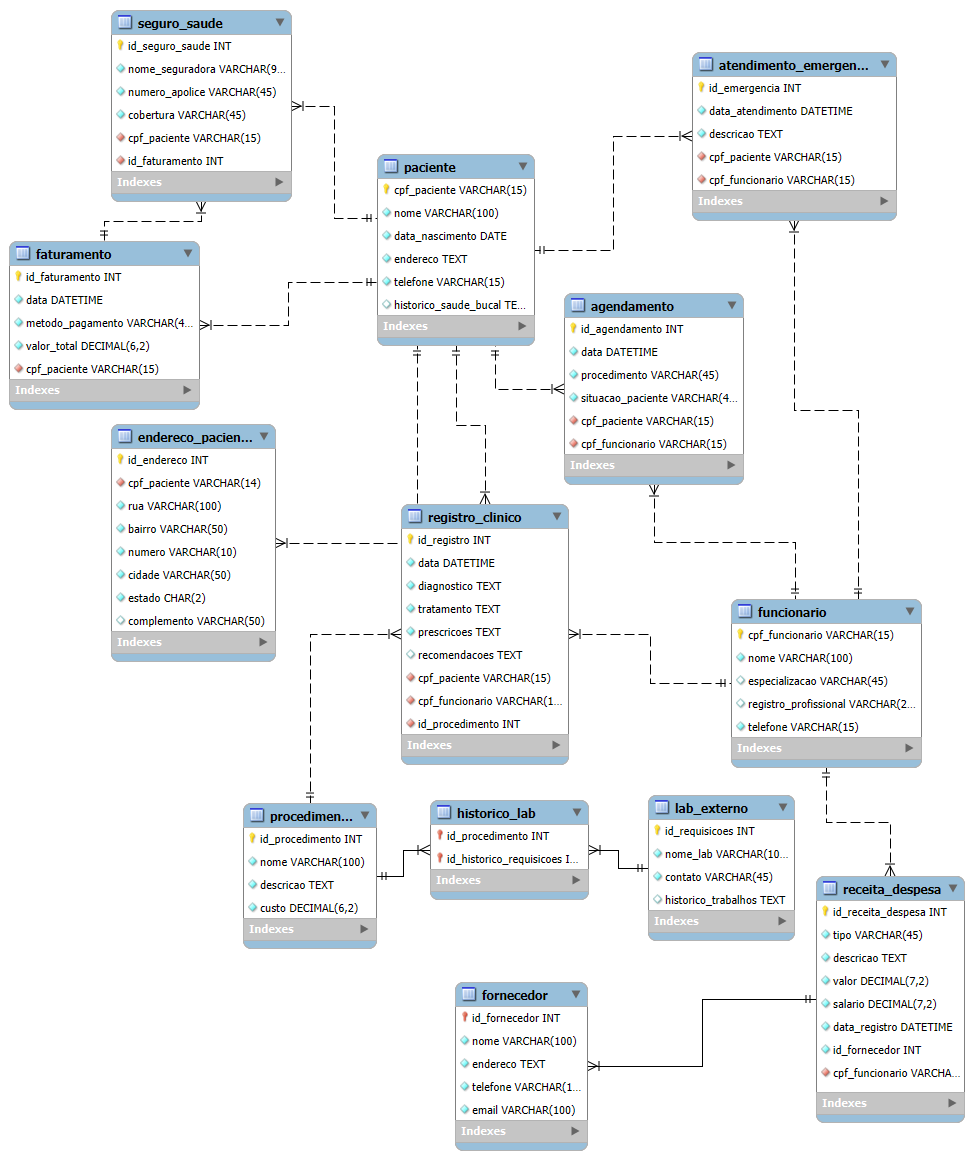 seguro_saude
id_seguro_saude INT
nome_seguradora VARCHAR(9...
numero_apolice VARCHAR(45)
cobertura VARCHAR(45)
cpf_paciente VARCHAR(15)
id_faturamento INT
Indexes
atendimento_emergen...
id_emergencia INT
data_atendimento DATETIME
descricao TEXT
cpf_paciente VARCHAR(15)
cpf_funcionario VARCHAR(15)
Indexes
paciente
cpf_paciente VARCHAR(15)
nome VARCHAR(100)
data_nascimento DATE
endereco TEXT
telefone VARCHAR(15)
historico_saude_bucal TE...
Indexes
faturamento
id_faturamento INT
data DATETIME
metodo_pagamento VARCHAR(4...
valor_total DECIMAL(6,2)
cpf_paciente VARCHAR(15)
Indexes
agendamento
id_agendamento INT
data DATETIME
procedimento VARCHAR(45)
situacao_paciente VARCHAR(4...
cpf_paciente VARCHAR(15)
cpf_funcionario VARCHAR(15)
Indexes
endereco_pacien...
id_endereco INT
cpf_paciente VARCHAR(14)
rua VARCHAR(100)
bairro VARCHAR(50)
numero VARCHAR(10)
cidade VARCHAR(50)
estado CHAR(2)
complemento VARCHAR(50)
Indexes
registro_clinico
id_registro INT
data DATETIME
diagnostico TEXT
tratamento TEXT
prescricoes TEXT
recomendacoes TEXT
cpf_paciente VARCHAR(15)
cpf_funcionario VARCHAR(1...
id_procedimento INT
Indexes
funcionario
cpf_funcionario VARCHAR(15)
nome VARCHAR(100)
especializacao VARCHAR(45)
registro_profissional VARCHAR(2...
telefone VARCHAR(15)
Indexes
procedimen...
id_procedimento INT
nome VARCHAR(100)
descricao TEXT
custo DECIMAL(6,2)
Indexes
historico_lab
id_procedimento INT
id_historico_requisicoes I...
Indexes
lab_externo
id_requisicoes INT
nome_lab VARCHAR(10...
contato VARCHAR(45)
historico_trabalhos TEXT
Indexes
receita_despesa
id_receita_despesa INT
tipo VARCHAR(45)
descricao TEXT
valor DECIMAL(7,2)
salario DECIMAL(7,2)
data_registro DATETIME
id_fornecedor INT
cpf_funcionario VARCHA...
Indexes
fornecedor
id_fornecedor INT
nome VARCHAR(100)
endereco TEXT
telefone VARCHAR(1...
email VARCHAR(100)
Indexes